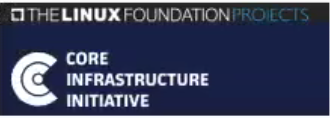 THE LINUX FOUNDATION PROJECTS
CORE
INFRASTRUCTURE
INITIATIVE